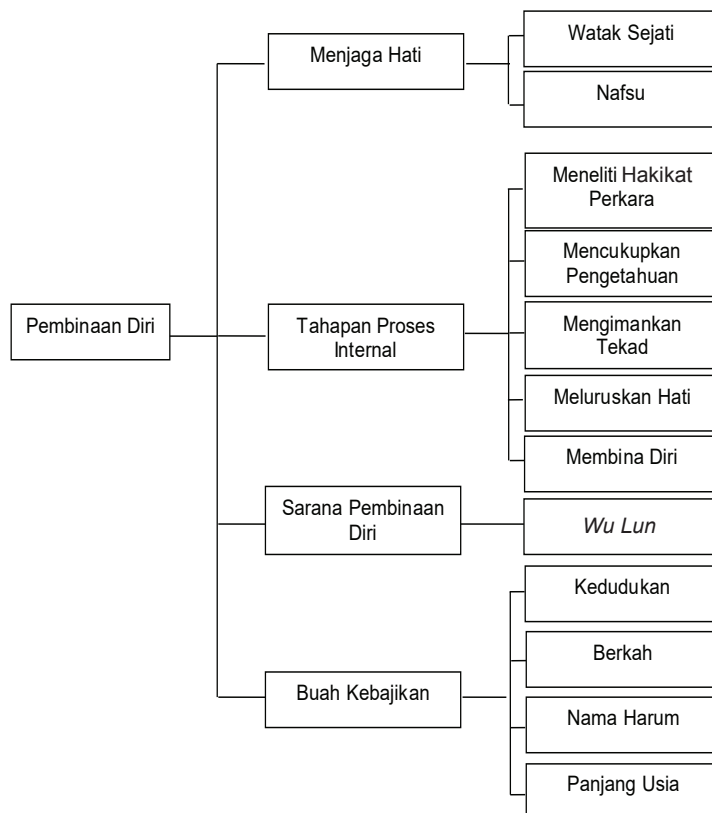 Pembinaan Diri
Menjaga Hati
Watak Sejati
Nafsu
Tahapan Proses
Internal
Meneliti Hakikat
Perkara
Mencukupkan
Pengetahuan
Mengimankan
Tekad
Meluruskan Hati
Membina Diri
Sarana Pembinaan
Diri
Wu Lun
Buah Kebajikan
Kedudukan
Berkah
Nama Harum
Panjang Usia